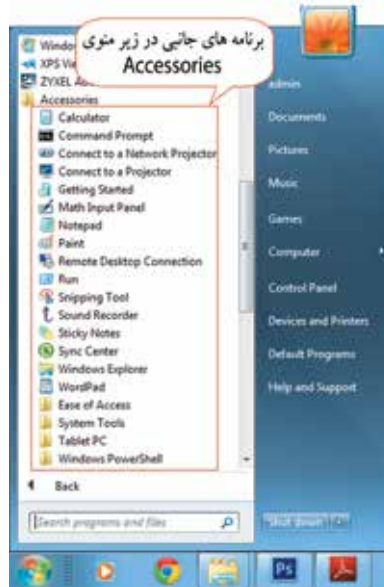 برنامه های جانبی در زیر منوی
Accessories
Windo
XPS Vie
ZYXEL A
Accessories
Calculator
Command Prompt
Connect to a Network Projector
Connect to a Projector
Getting Started
Math Input Panel
Notepad
Paint
Remote Desktop Connection
Run
Snipping Tool
Sound Recorder
Sticky Notes
Sync Center
Windows Explorer
WordPad
Ease of Access
System Tools
Tablet PC
Windows PowerShell
Back
Search programs and files
admin
Documents
Pictures
Music
Games
Computer
Control Panel
Devices and Printers
Default Programs
Help and Support
Shut down
Ps